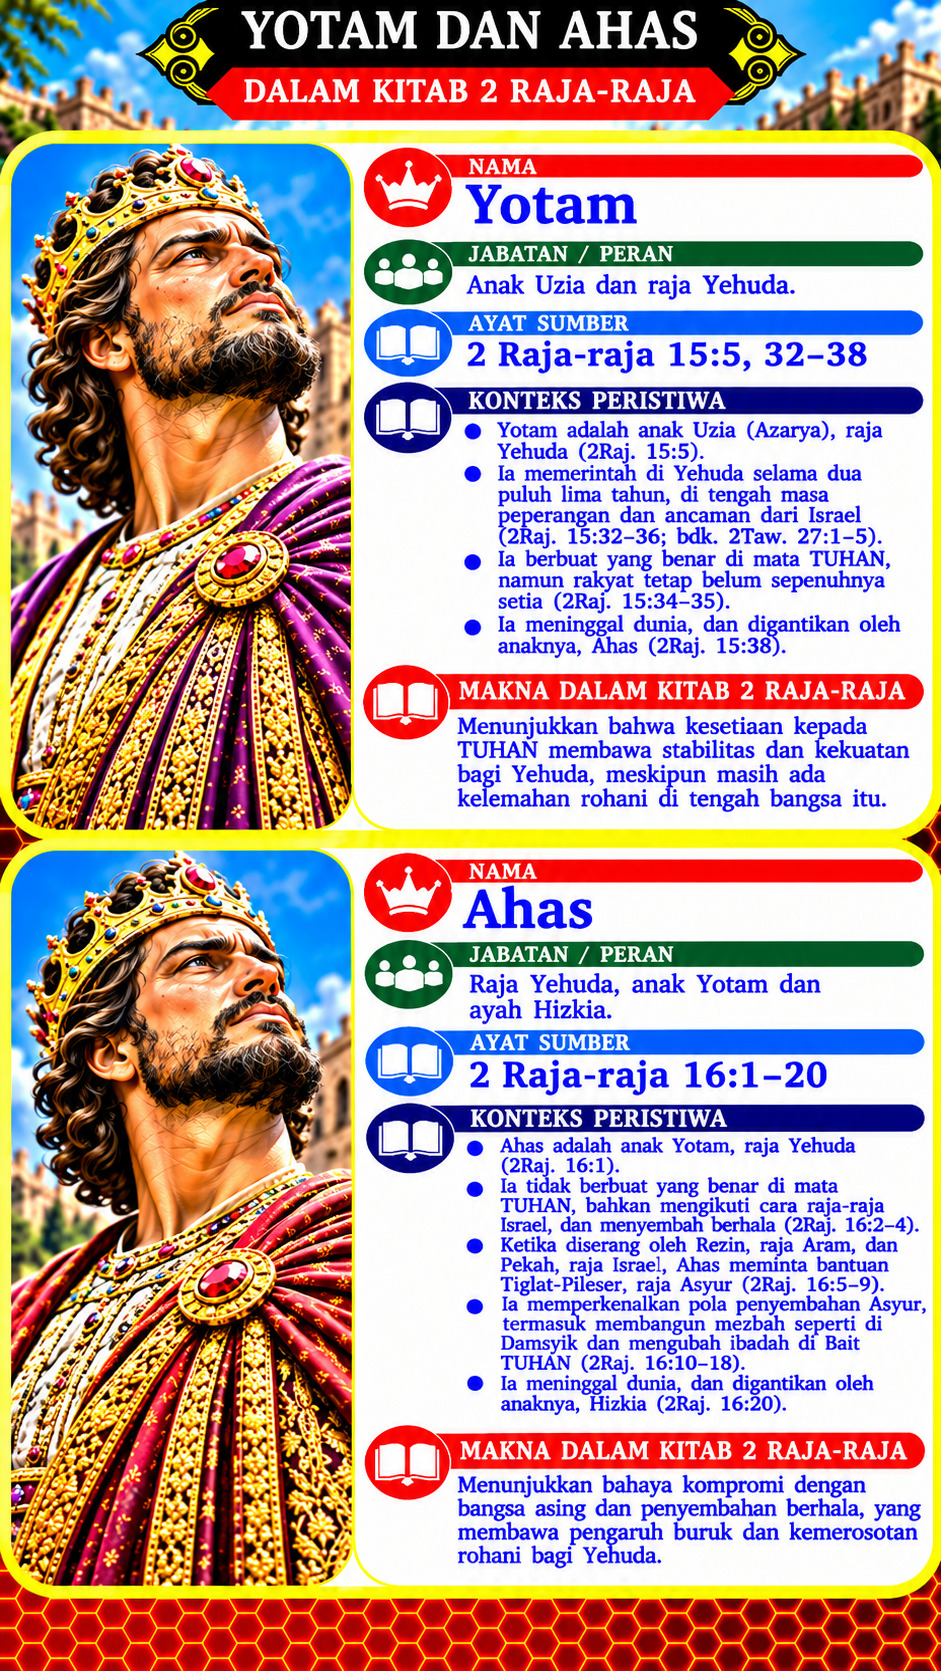 YOTAM DAN AHAS
DALAM KITAB 2 RAJA-RAJA
NAMA
Yotam
JABATAN / PERAN
Anak Uzia dan raja Yehuda.
AYAT SUMBER
2 Raja-raja 15:5, 32–38
KONTEKS PERISTIWA
● Yotam adalah anak Uzia (Azarya), raja
Yehuda (2Raj. 15:5).
● Ia memerintah di Yehuda selama dua
puluh lima tahun, di tengah masa
peperangan dan ancaman dari Israel
(2Raj. 15:32–36; bdk. 2Taw. 27:1–5).
● Ia berbuat yang benar di mata TUHAN,
namun rakyat tetap belum sepenuhnya
setia (2Raj. 15:34–35).
● Ia meninggal dunia, dan digantikan oleh
anaknya, Ahas (2Raj. 15:38).
MAKNA DALAM KITAB 2 RAJA-RAJA
Menunjukkan bahwa kesetiaan kepada
TUHAN membawa stabilitas dan kekuatan
bagi Yehuda, meskipun masih ada
kelemahan rohani di tengah bangsa itu.
NAMA
Ahas
JABATAN / PERAN
Raja Yehuda, anak Yotam dan
ayah Hizkia.
AYAT SUMBER
2 Raja-raja 16:1–20
KONTEKS PERISTIWA
● Ahas adalah anak Yotam, raja Yehuda
(2Raj. 16:1).
● Ia tidak berbuat yang benar di mata
TUHAN, bahkan mengikuti cara raja-raja
Israel, dan menyembah berhala (2Raj. 16:2–4).
● Ketika diserang oleh Rezin, raja Aram, dan
Pekah, raja Israel, Ahas meminta bantuan
Tiglat-Pileser, raja Asyur (2Raj. 16:5–9).
● Ia memperkenalkan pola penyembahan Asyur,
termasuk membangun mezbah seperti di
Damsyik dan mengubah ibadah di Bait
TUHAN (2Raj. 16:10–18).
● Ia meninggal dunia, dan digantikan oleh
anaknya, Hizkia (2Raj. 16:20).
MAKNA DALAM KITAB 2 RAJA-RAJA
Menunjukkan bahaya kompromi dengan
bangsa asing dan penyembahan berhala, yang
membawa pengaruh buruk dan kemerosotan
rohani bagi Yehuda.